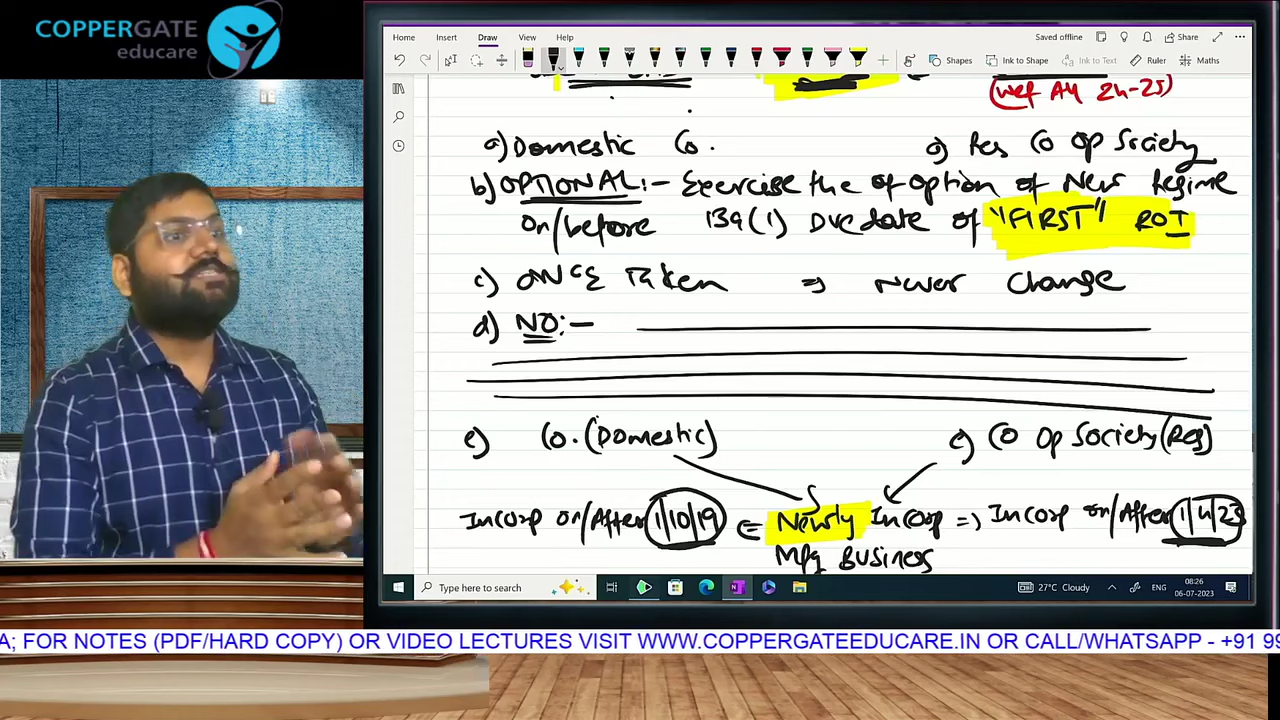 COPPERGATE
educare
Home Insert Draw View Help
Saved offline Share
Shapes Ink to Shape Ink to Text Ruler Maths
(wef AY 24-25)
a) Domestic Co.
a) Res Co Op Society
b) OPTIONAL:- Exercise the of option of New Regime
on/before 139(1) Due date of "FIRST" ROI
c) ONCE Taken => Never Change
d) NO:-
e) Co. (Domestic)
e) CO Op Society (Res)
InCorp on/After 1/10/19 <= Newly InCorp => InCorp on/After 1/4/23
Mfg Business
Type here to search
27°C Cloudy ENG 08:26
06-07-2023
A; FOR NOTES (PDF/HARD COPY) OR VIDEO LECTURES VISIT WWW.COPPERGATEEDUCARE.IN OR CALL/WHATSAPP - +91 99